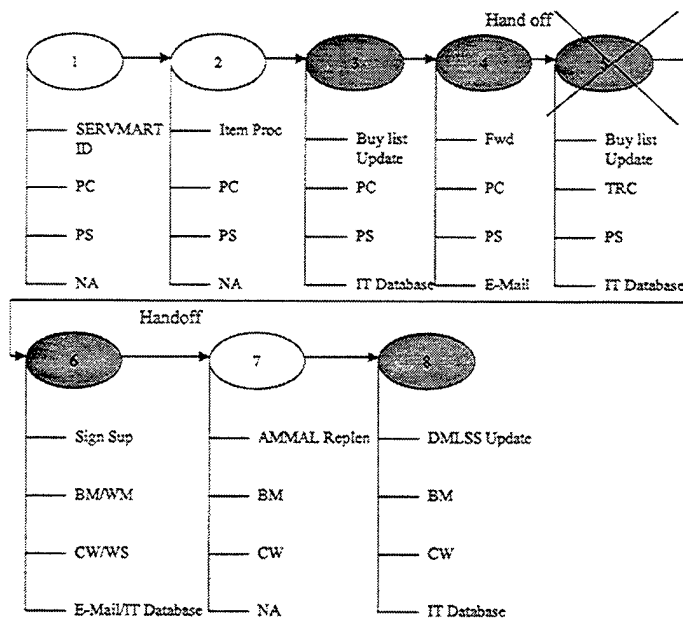 Hand off
1
2
3
4
5
SERVMART
ID
PC
PS
NA
Item Proc
PC
PS
NA
Buy list
Update
PC
PS
IT Database
Fwd
PC
PS
E-Mail
Buy list
Update
TRC
PS
IT Database
Handoff
6
7
8
Sign Sup
BM/WM
CW/WS
E-Mail/IT Database
AMMAL Replen
BM
CW
NA
DMLSS Update
BM
CW
IT Database